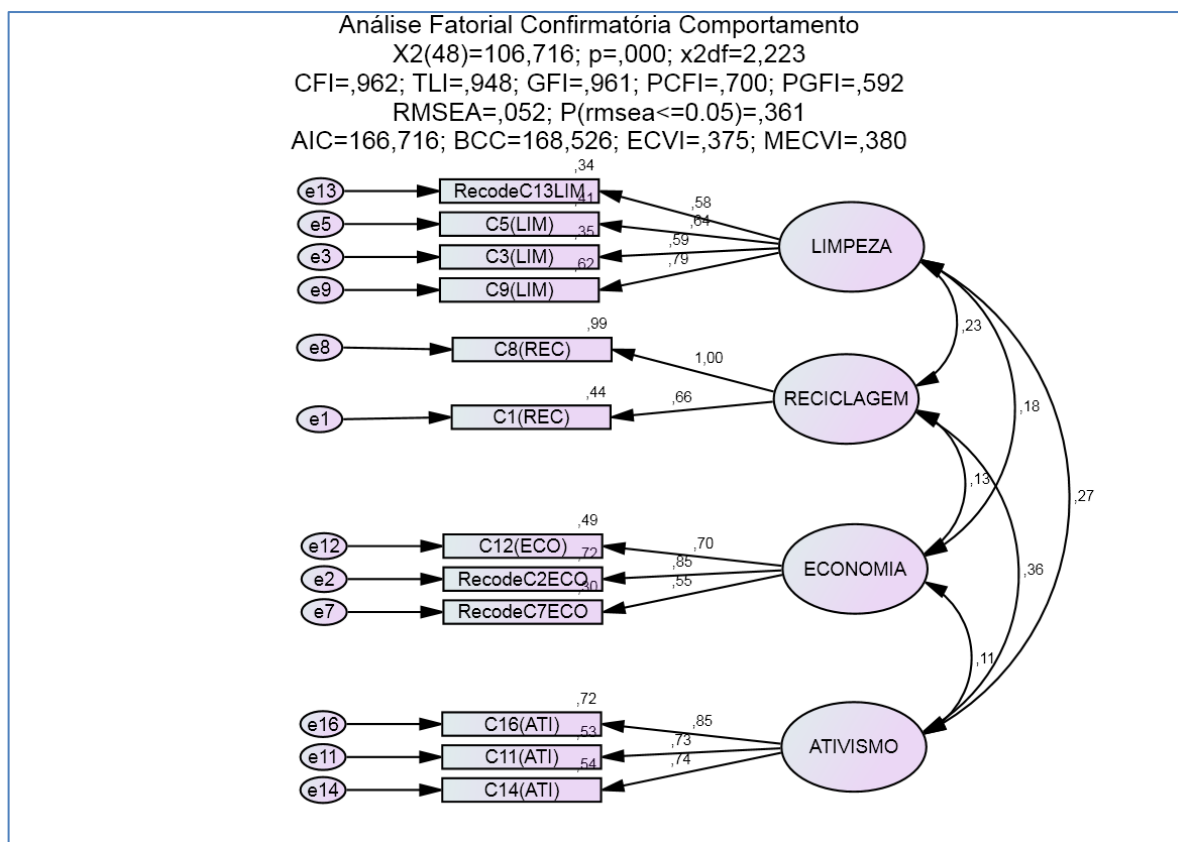 Análise Fatorial Confirmatória Comportamento
X2(48)=106,716; p=,000; x2df=2,223
CFI=,962; TLI=,948; GFI=,961; PCFI=,700; PGFI=,592
RMSEA=,052; P(rmsea<=0.05)=,361
AIC=166,716; BCC=168,526; ECVI=,375; MECVI=,380
,34
e13 RecodeC13LIM ,58
,41
e5 C5(LIM) ,64
,35
e3 C3(LIM) ,59
,62
e9 C9(LIM) ,79
LIMPEZA
,99
e8 C8(REC) 1,00
,44
e1 C1(REC) ,66
RECICLAGEM
,23
,18
,49
e12 C12(ECO) ,70
,72
e2 RecodeC2ECO ,85
,30
e7 RecodeC7ECO ,55
ECONOMIA
,13
,27
,36
,72
e16 C16(ATI) ,85
,53
e11 C11(ATI) ,73
,54
e14 C14(ATI) ,74
ATIVISMO
,11